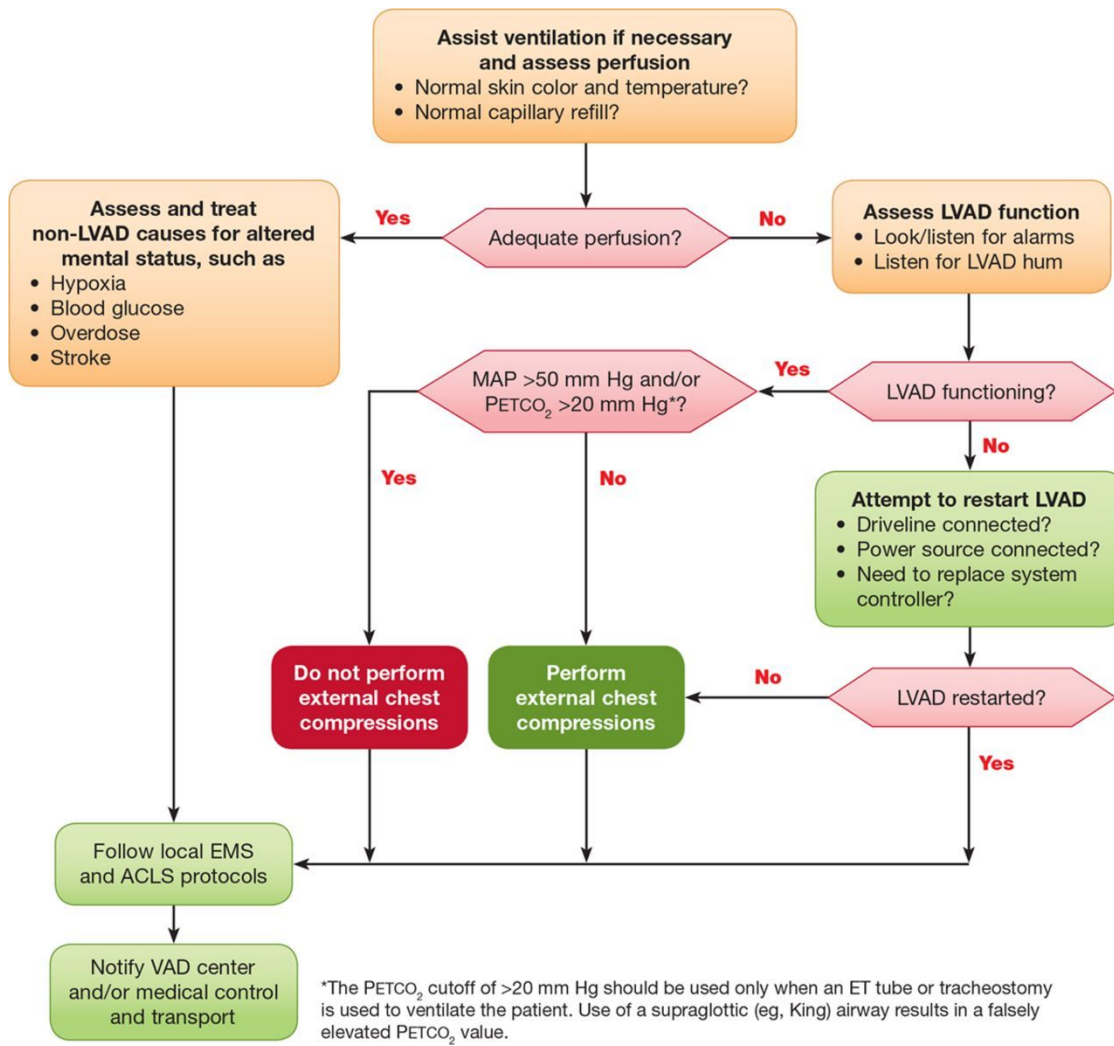 Assist ventilation if necessary
and assess perfusion
• Normal skin color and temperature?
• Normal capillary refill?
Assess and treat
non-LVAD causes for altered
mental status, such as
• Hypoxia
• Blood glucose
• Overdose
• Stroke
Yes
Adequate perfusion?
No
Assess LVAD function
• Look/listen for alarms
• Listen for LVAD hum
MAP >50 mm Hg and/or
PETCO₂ >20 mm Hg*?
Yes
LVAD functioning?
Yes
No
No
Attempt to restart LVAD
• Driveline connected?
• Power source connected?
• Need to replace system
controller?
Do not perform
external chest
compressions
Perform
external chest
compressions
No
LVAD restarted?
Yes
Follow local EMS
and ACLS protocols
Notify VAD center
and/or medical control
and transport
*The PETCO₂ cutoff of >20 mm Hg should be used only when an ET tube or tracheostomy
is used to ventilate the patient. Use of a supraglottic (eg, King) airway results in a falsely
elevated PETCO₂ value.